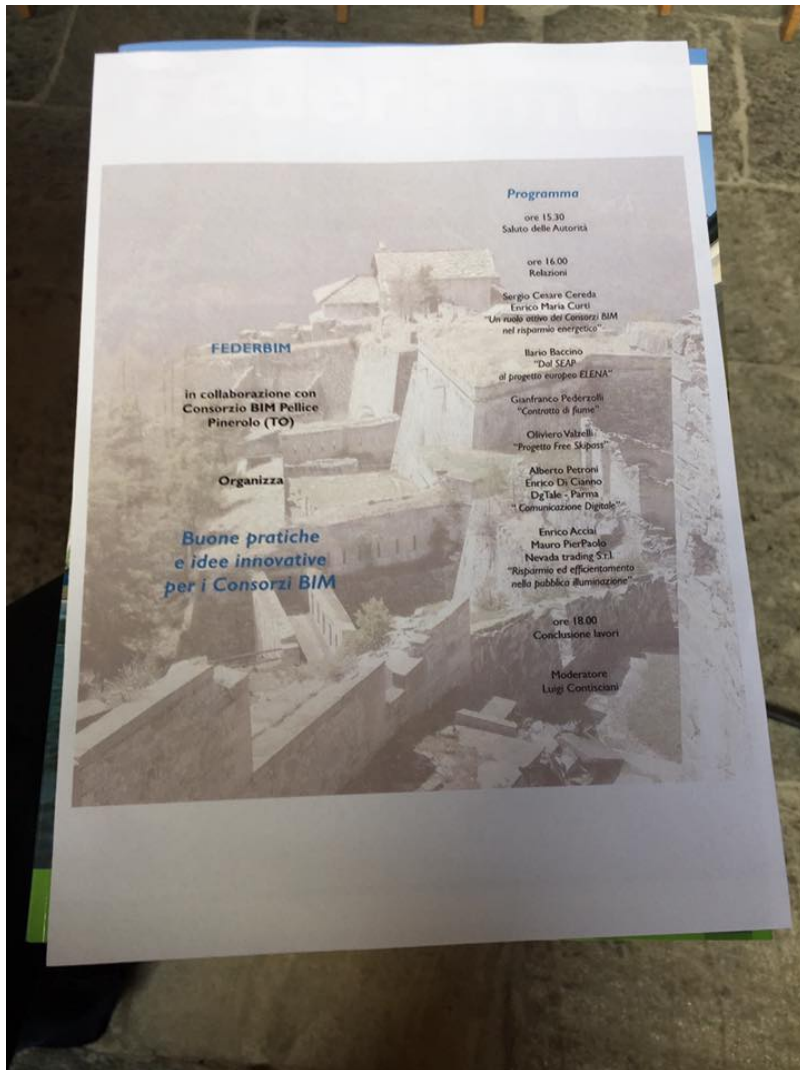 FEDERBIM
in collaborazione con
Consorzio BIM Pellice
Pinerolo (TO)
Organizza
Buone pratiche
e idee innovative
per i Consorzi BIM
Programma
ore 15.30
Saluto delle Autorità
ore 16.00
Relazioni
Sergio Cesare Cereda
Enrico Maria Curti
"Un ruolo attivo dei Consorzi BIM
nel risparmio energetico"
Ilario Baccino
"Dal SEAP
al progetto europeo ELENA"
Gianfranco Pederzolli
"Contratto di fiume"
Oliviero Valzelli
"Progetto Free Skipass"
Alberto Petroni
Enrico Di Cianno
DgTale - Parma
" Comunicazione Digitale"
Enrico Acciai
Mauro PierPaolo
Nevada trading S.r.l.
"Risparmio ed efficientamento
nella pubblica illuminazione"
ore 18.00
Conclusione lavori
Moderatore
Luigi Contisciani